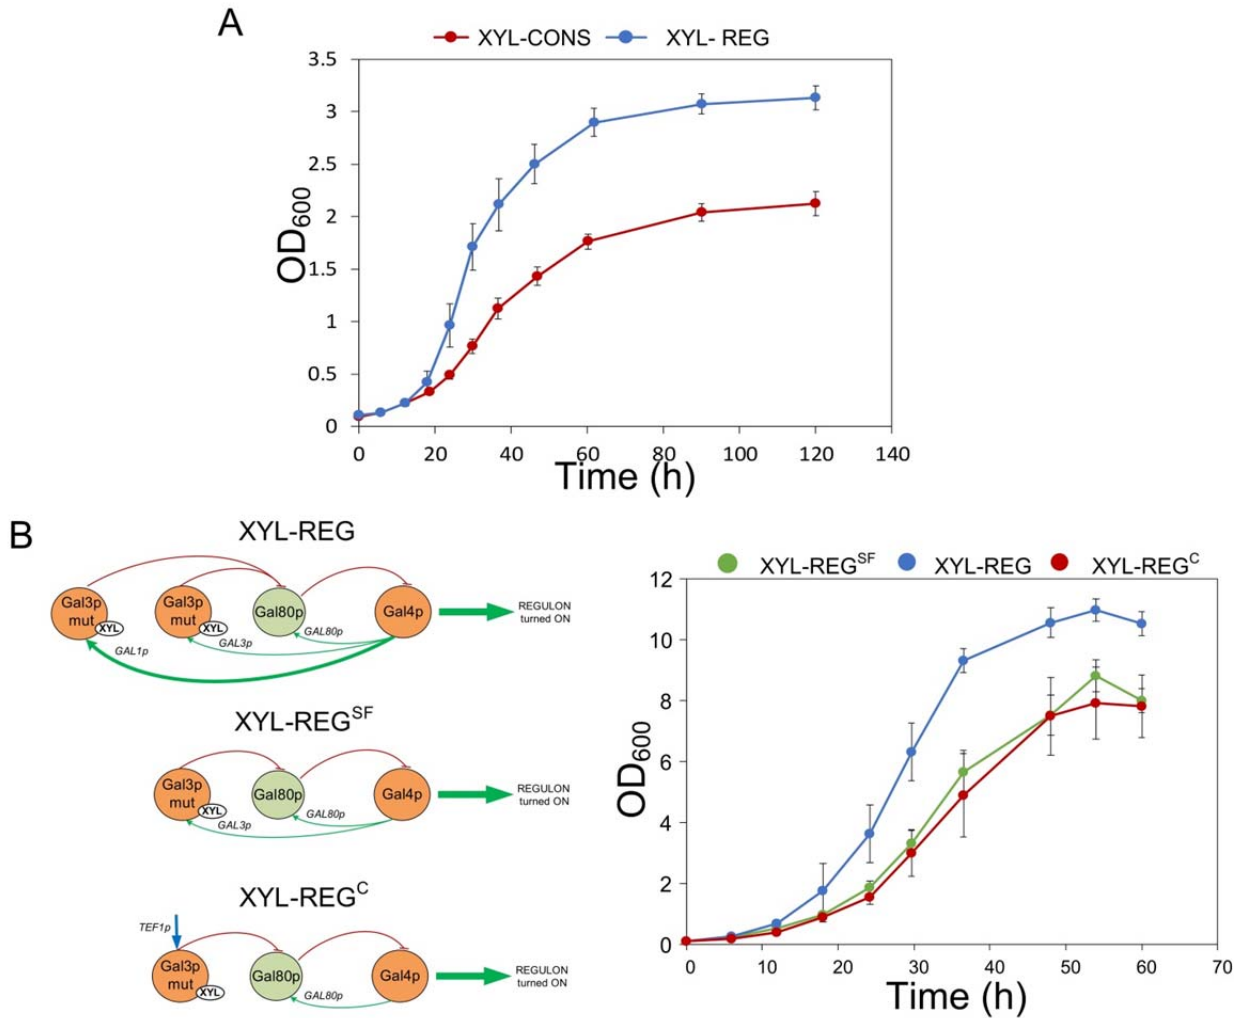 A
XYL-CONS XYL- REG
3.5
3
2.5
2
1.5
1
0.5
0
OD600
0 20 40 60 80 100 120 140
Time (h)
B
XYL-REG
Gal3p mut
XYL
Gal3p mut
XYL
Gal80p
Gal4p
GAL1p
GAL3p
GAL80p
REGULON
turned ON
XYL-REGSF
Gal3p mut
XYL
Gal80p
Gal4p
GAL3p
GAL80p
REGULON
turned ON
XYL-REGC
TEF1p
Gal3p mut
XYL
Gal80p
Gal4p
GAL80p
REGULON
turned ON
XYL-REGSF XYL-REG XYL-REGC
12
10
8
6
4
2
0
OD600
0 10 20 30 40 50 60 70
Time (h)